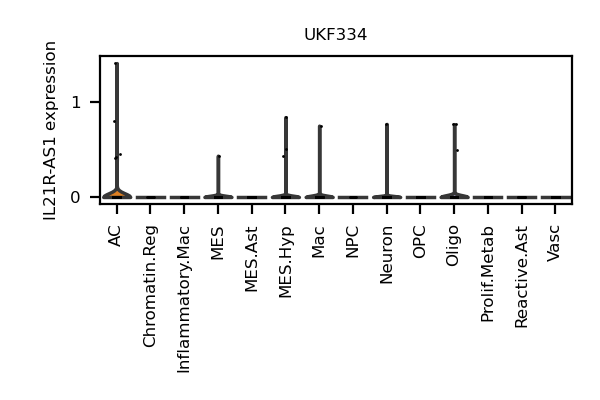 UKF334
IL21R-AS1 expression
1
0
AC
Chromatin.Reg
Inflammatory.Mac
MES
MES.Ast
MES.Hyp
Mac
NPC
Neuron
OPC
Oligo
Prolif.Metab
Reactive.Ast
Vasc